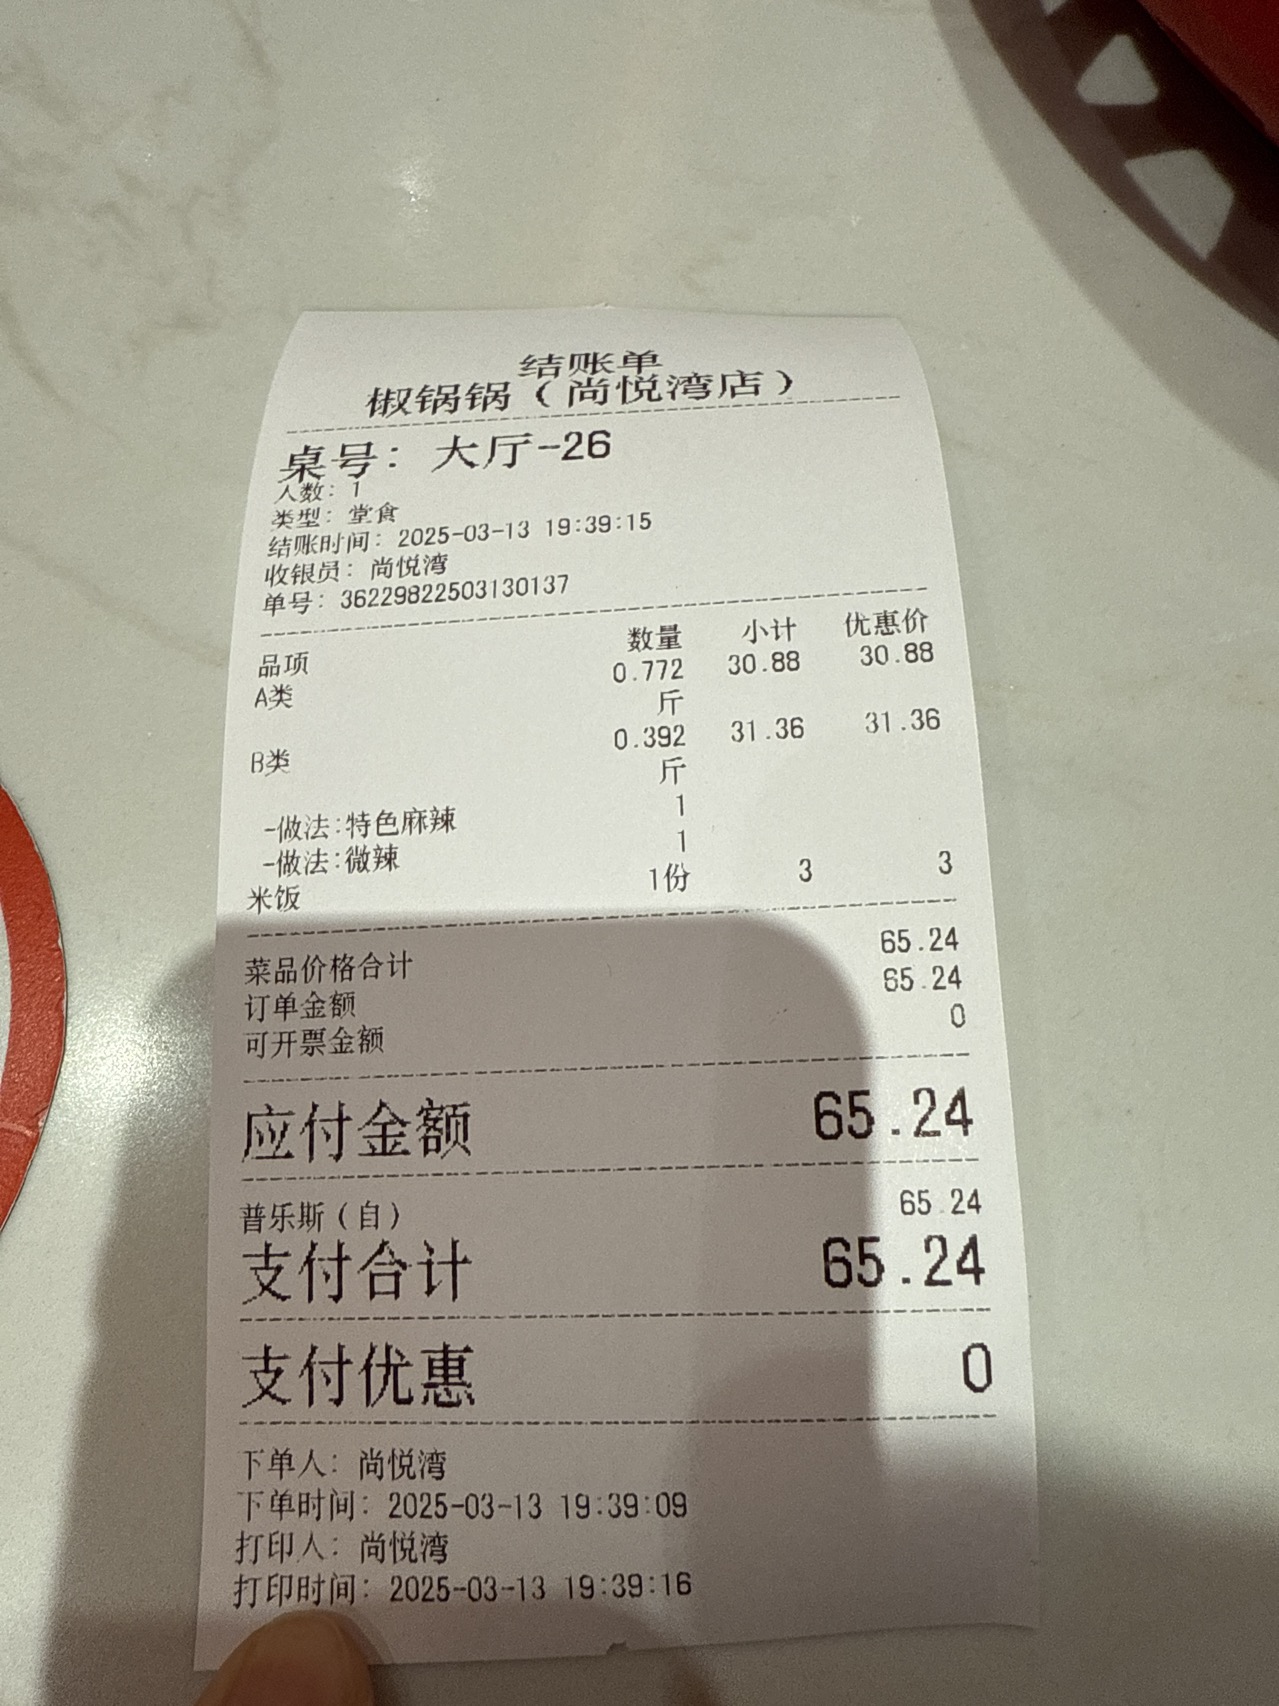 结账单
椒锅锅（尚悦湾店）
桌号：大厅-26
人数：1
类型：堂食
结账时间：2025-03-13 19:39:15
收银员：尚悦湾
单号：36229822503130137
品项 数量 小计 优惠价
A类 0.772 30.88 30.88
斤
B类 0.392 31.36 31.36
斤
-做法:特色麻辣 1
-做法:微辣 1
米饭 1份 3 3
菜品价格合计 65.24
订单金额 65.24
可开票金额 0
应付金额 65.24
普乐斯（自） 65.24
支付合计 65.24
支付优惠 0
下单人：尚悦湾
下单时间：2025-03-13 19:39:09
打印人：尚悦湾
打印时间：2025-03-13 19:39:16